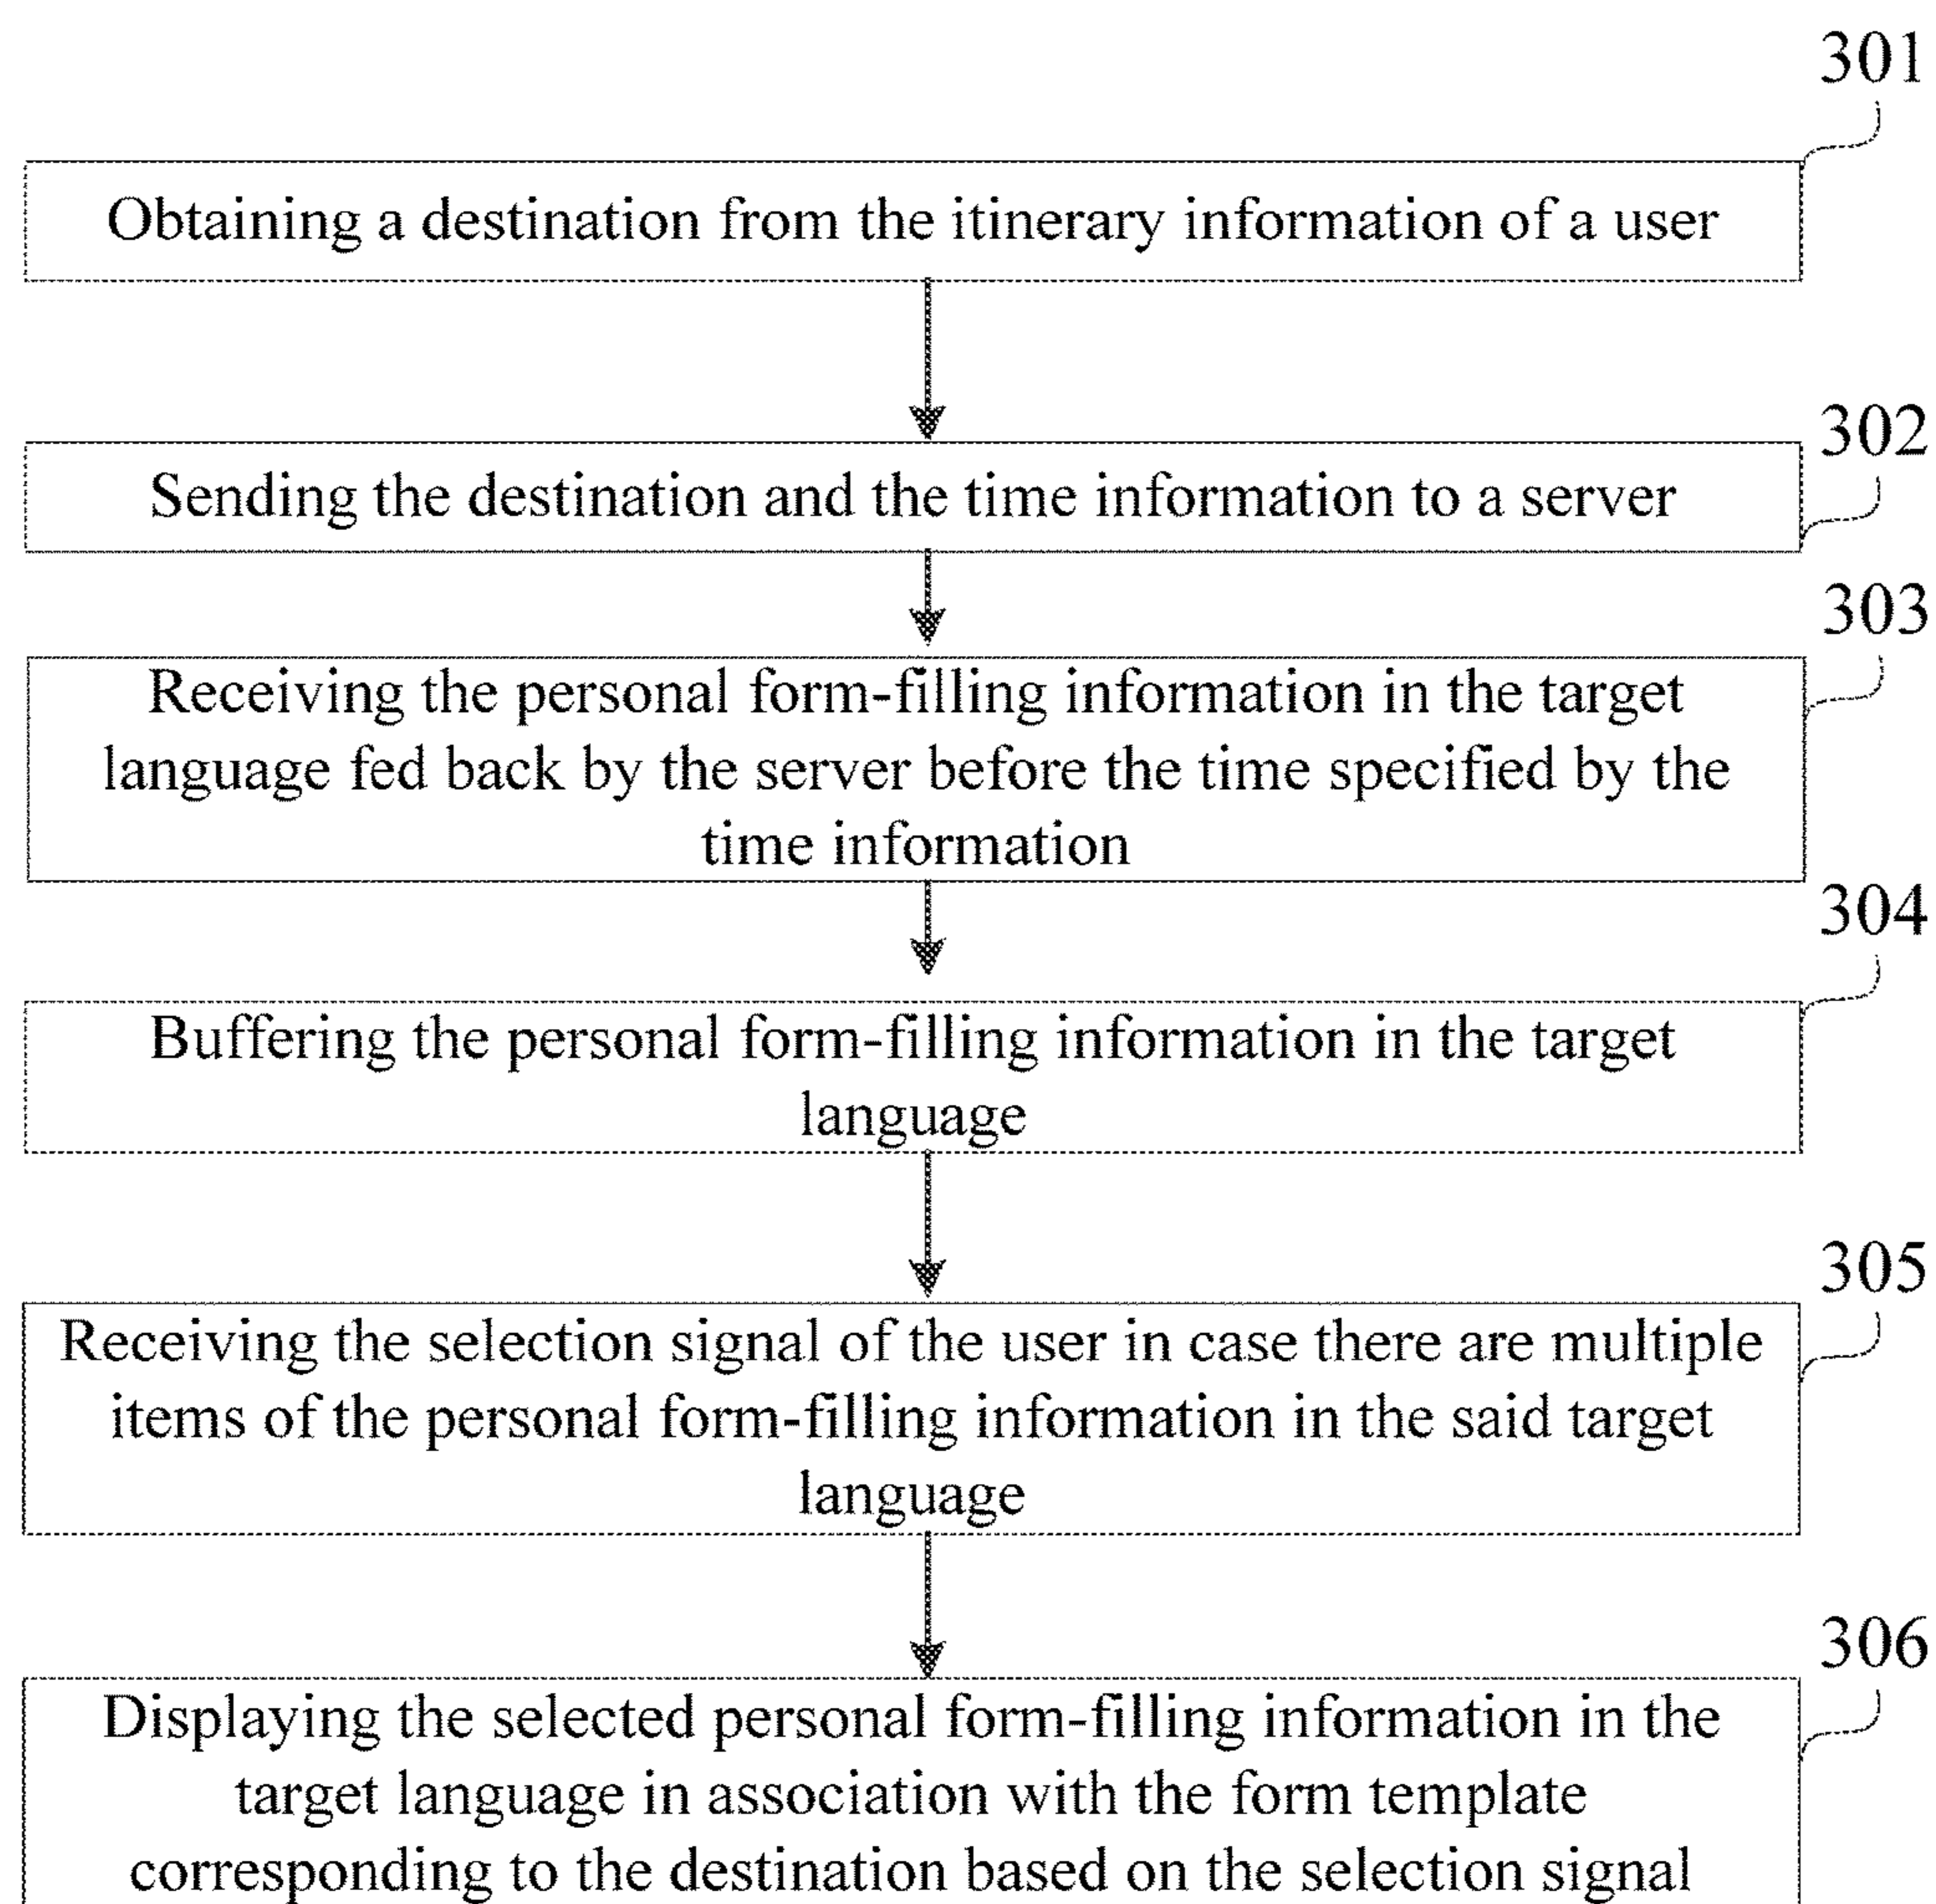 301
Obtaining a destination from the itinerary information of a user
302
Sending the destination and the time information to a server
303
Receiving the personal form-filling information in the target
language fed back by the server before the time specified by the
time information
304
Buffering the personal form-filling information in the target
language
305
Receiving the selection signal of the user in case there are multiple
items of the personal form-filling information in the said target
language
306
Displaying the selected personal form-filling information in the
target language in association with the form template
corresponding to the destination based on the selection signal